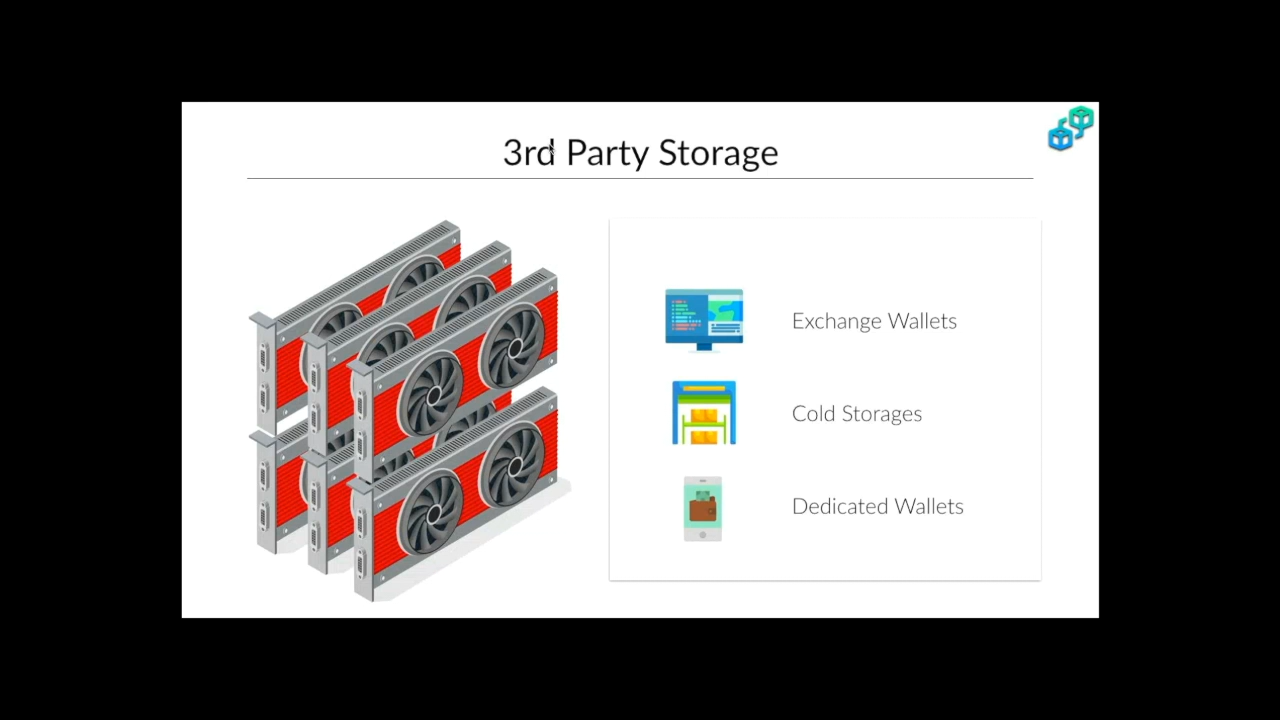 3rd Party Storage
Exchange Wallets
Cold Storages
Dedicated Wallets